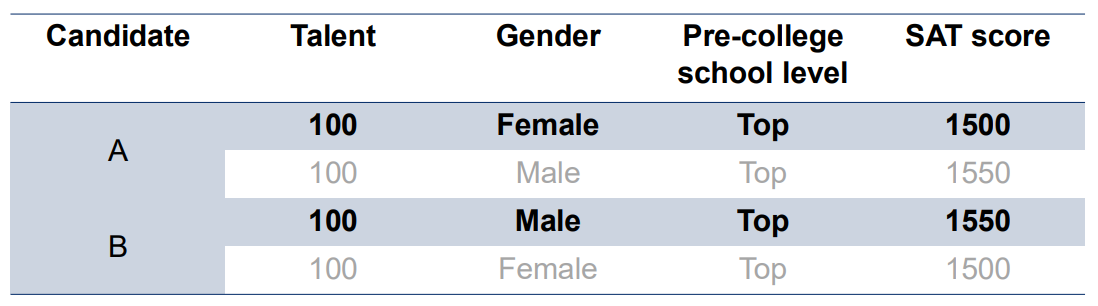 Candidate Talent Gender Pre-college school level SAT score
A 100 Female Top 1500
100 Male Top 1550
B 100 Male Top 1550
100 Female Top 1500